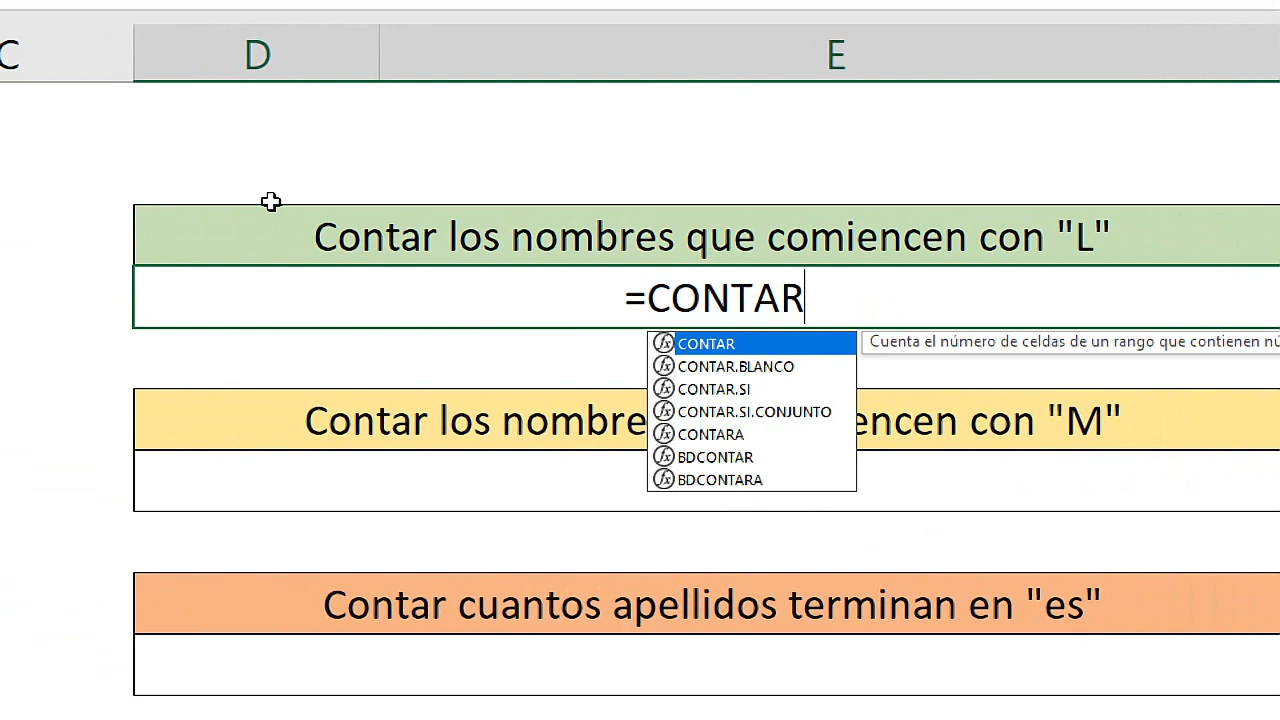 C D E
Contar los nombres que comiencen con "L"
=CONTAR
CONTAR Cuenta el número de celdas de un rango que contienen nú
CONTAR.BLANCO
CONTAR.SI
CONTAR.SI.CONJUNTO
Contar los nombre encen con "M"
CONTARA
BDCONTAR
BDCONTARA
Contar cuantos apellidos terminan en "es"